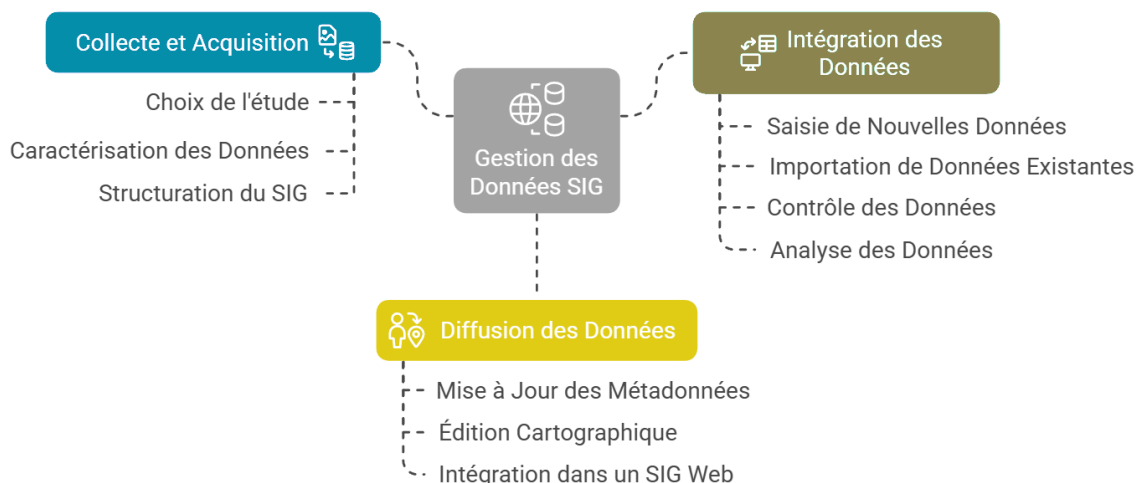 Collecte et Acquisition
Choix de l'étude
Caractérisation des Données
Structuration du SIG
Gestion des
Données SIG
Intégration des
Données
Saisie de Nouvelles Données
Importation de Données Existantes
Contrôle des Données
Analyse des Données
Diffusion des Données
Mise à Jour des Métadonnées
Édition Cartographique
Intégration dans un SIG Web